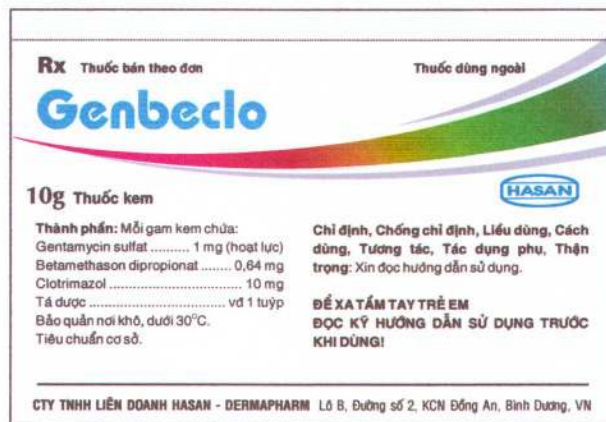 Rx Thuốc bán theo đơn
Thuốc dùng ngoài
Genbeclo
10g Thuốc kem
HASAN
Thành phần: Mỗi gam kem chứa:
Gentamycin sulfat .......... 1 mg (hoạt lực)
Betamethason dipropionat ....... 0,64 mg
Clotrimazol ............................ 10 mg
Tá dược .................................. vđ 1 tuýp
Bảo quản nơi khô, dưới 30°C.
Tiêu chuẩn cơ sở.
Chỉ định, Chống chỉ định, Liều dùng, Cách
dùng, Tương tác, Tác dụng phụ, Thận
trọng: Xin đọc hướng dẫn sử dụng.
ĐỂ XA TẦM TAY TRẺ EM
ĐỌC KỸ HƯỚNG DẪN SỬ DỤNG TRƯỚC
KHI DÙNG!
CTY TNHH LIÊN DOANH HASAN - DERMAPHARM Lô B, Đường số 2, KCN Đồng An, Bình Dương, VN